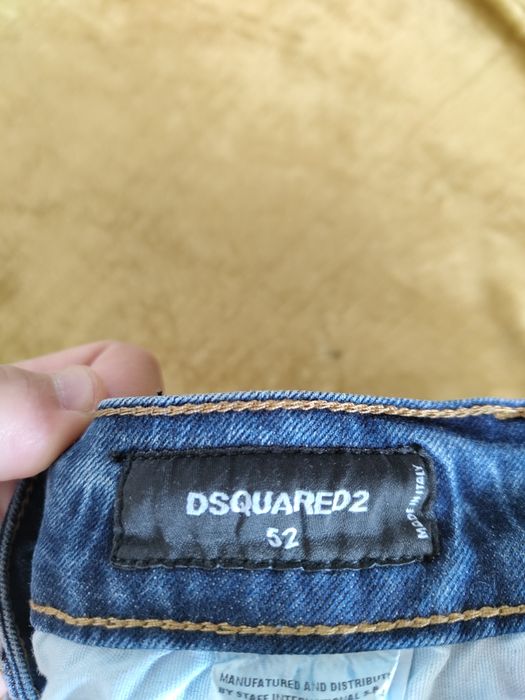 DSQUARED2
52
MADE IN ITALY
MANUFATURED AND DISTRIBUT
BY STAFF INTERNATIONAL S.P.A